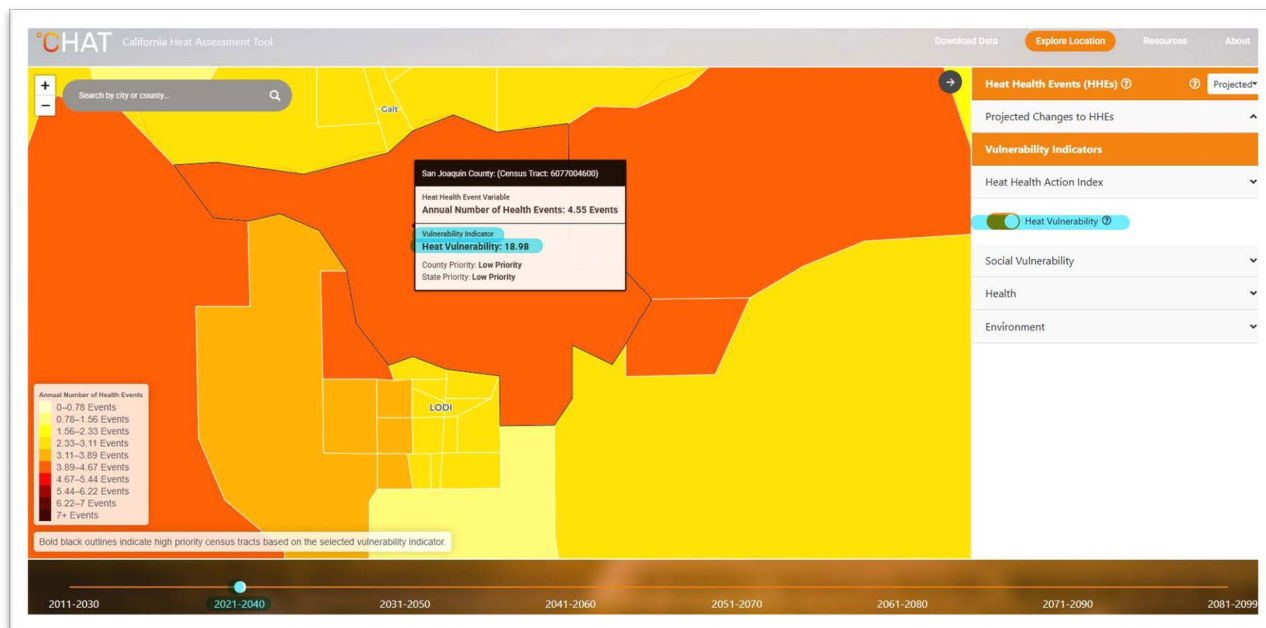 °CHAT California Heat Assessment Tool
Download Data Explore Location Resources About
+
−
Search by city or county...
Galt
LODI
San Joaquin County: (Census Tract: 6077004600)
Heat Health Event Variable
Annual Number of Health Events: 4.55 Events
Vulnerability Indicator
Heat Vulnerability: 18.98
County Priority: Low Priority
State Priority: Low Priority
Annual Number of Health Events
0–0.78 Events
0.78–1.56 Events
1.56–2.33 Events
2.33–3.11 Events
3.11–3.89 Events
3.89–4.67 Events
4.67–5.44 Events
5.44–6.22 Events
6.22–7 Events
7+ Events
Bold black outlines indicate high priority census tracts based on the selected vulnerability indicator.
Heat Health Events (HHEs) ? ? Projected
Projected Changes to HHEs
Vulnerability Indicators
Heat Health Action Index
Heat Vulnerability ?
Social Vulnerability
Health
Environment
2011-2030 2021-2040 2031-2050 2041-2060 2051-2070 2061-2080 2071-2090 2081-2099